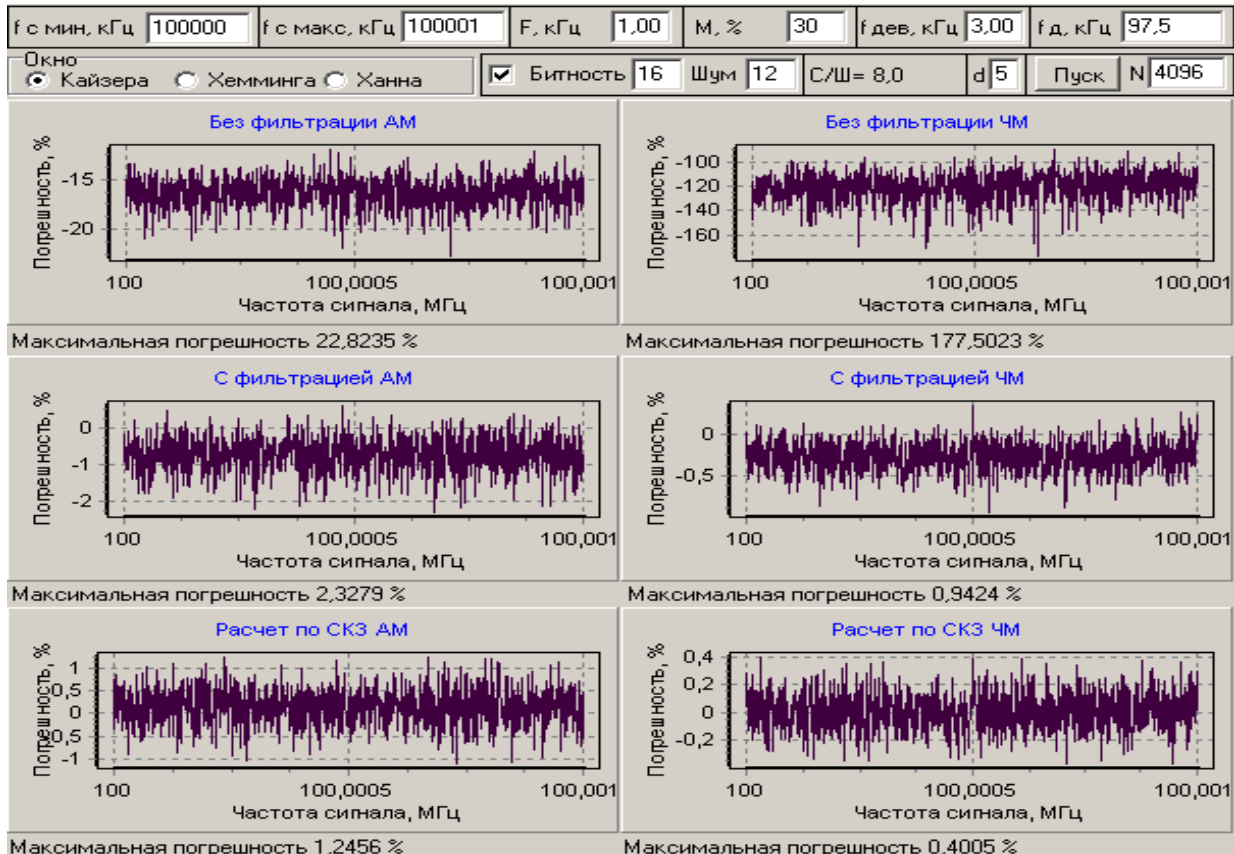 f с мин, кГц 100000 f с макс, кГц 100001 F, кГц 1,00 М, % 30 f дев, кГц 3,00 f д, кГц 97,5
Окно
Кайзера Хемминга Ханна Битность 16 Шум 12 С/Ш= 8,0 d 5 Пуск N 4096
Без фильтрации АМ
Погрешность, %
-15
-20
100 100,0005 100,001
Частота сигнала, МГц
Максимальная погрешность 22,8235 %
Без фильтрации ЧМ
Погрешность, %
-100
-120
-140
-160
100 100,0005 100,001
Частота сигнала, МГц
Максимальная погрешность 177,5023 %
С фильтрацией АМ
Погрешность, %
0
-1
-2
100 100,0005 100,001
Частота сигнала, МГц
Максимальная погрешность 2,3279 %
С фильтрацией ЧМ
Погрешность, %
0
-0,5
100 100,0005 100,001
Частота сигнала, МГц
Максимальная погрешность 0,9424 %
Расчет по СКЗ АМ
Погрешность, %
1
0,5
0
-0,5
-1
100 100,0005 100,001
Частота сигнала, МГц
Максимальная погрешность 1,2456 %
Расчет по СКЗ ЧМ
Погрешность, %
0,4
0,2
0
-0,2
100 100,0005 100,001
Частота сигнала, МГц
Максимальная погрешность 0,4005 %